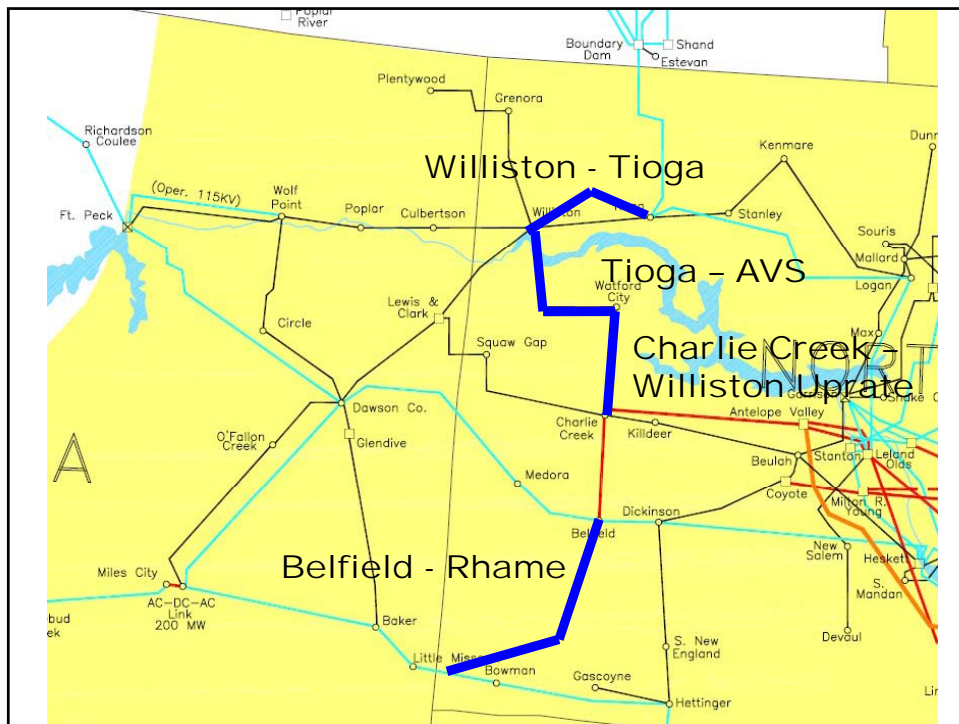 Poplar
River
Boundary
Dam
Shand
Estevan
Plentywood
Grenora
Richardson
Coulee
Kenmare
Williston - Tioga
(Oper. 115KV)
Wolf
Point
Ft. Peck
Poplar
Culbertson
Williston
Stanley
Souris
Mallard
Logan
Tioga – AVS
Watford
City
Lewis &
Clark
Circle
Squaw Gap
Max
Charlie Creek –
Williston Uprate
NORT
Dawson Co.
Charlie
Creek
Killdeer
Antelope Valley
O'Fallon
Creek
Glendive
A
Beulah
Stanton
Leland
Olds
Medora
Coyote
Milton R.
Young
Dickinson
Belfield
New
Salem
Heskett
S.
Mandan
Belfield - Rhame
Miles City
AC-DC-AC
Link
200 MW
Baker
Devaul
S. New
England
Little Misso
Bowman
Gascoyne
Hettinger